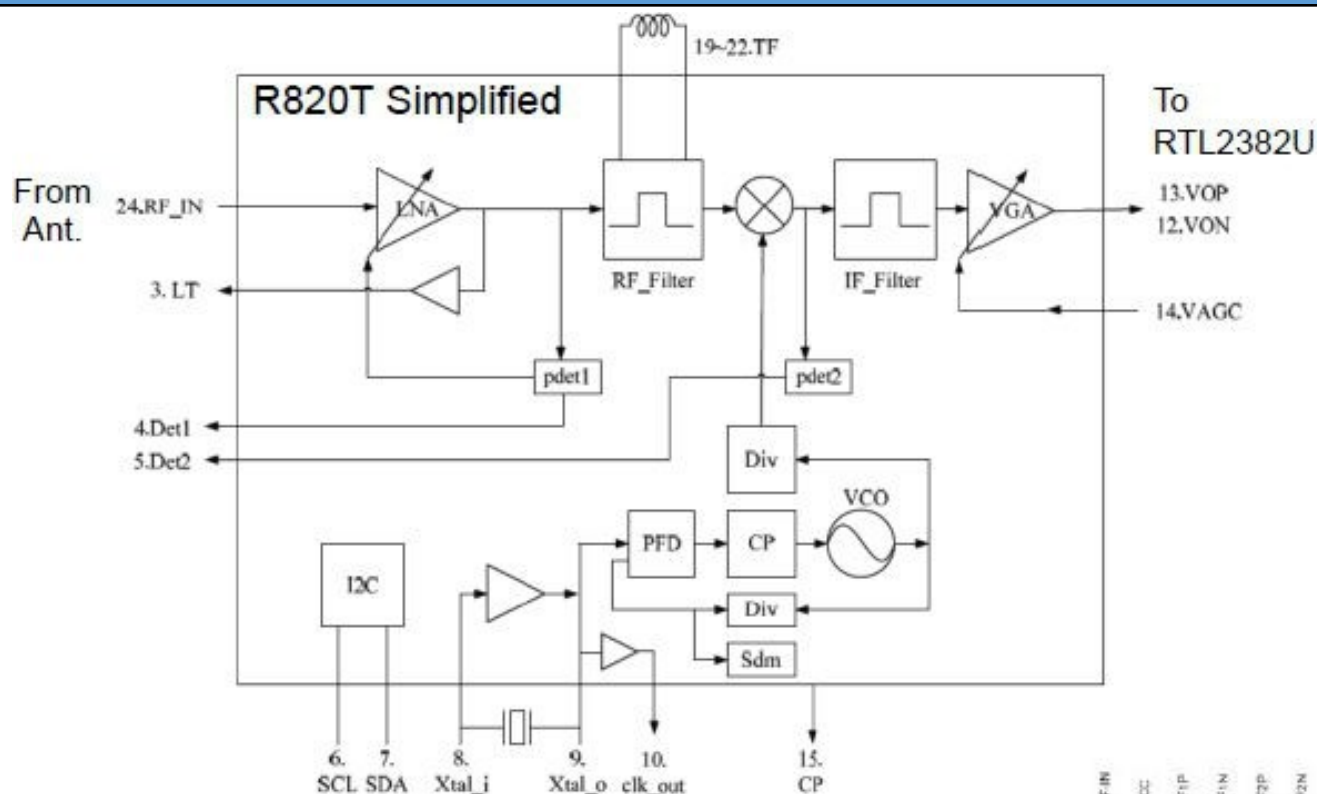 19~22.TF
R820T Simplified
To
RTL2382U
From
Ant.
24.RF_IN
LNA
RF_Filter
IF_Filter
VGA
13.VOP
12.VON
3. LT
14.VAGC
pdet1
pdet2
4.Det1
5.Det2
Div
VCO
PFD
CP
I2C
Div
Sdm
6.
SCL
7.
SDA
8.
Xtal_i
9.
Xtal_o
10.
clk_out
15.
CP